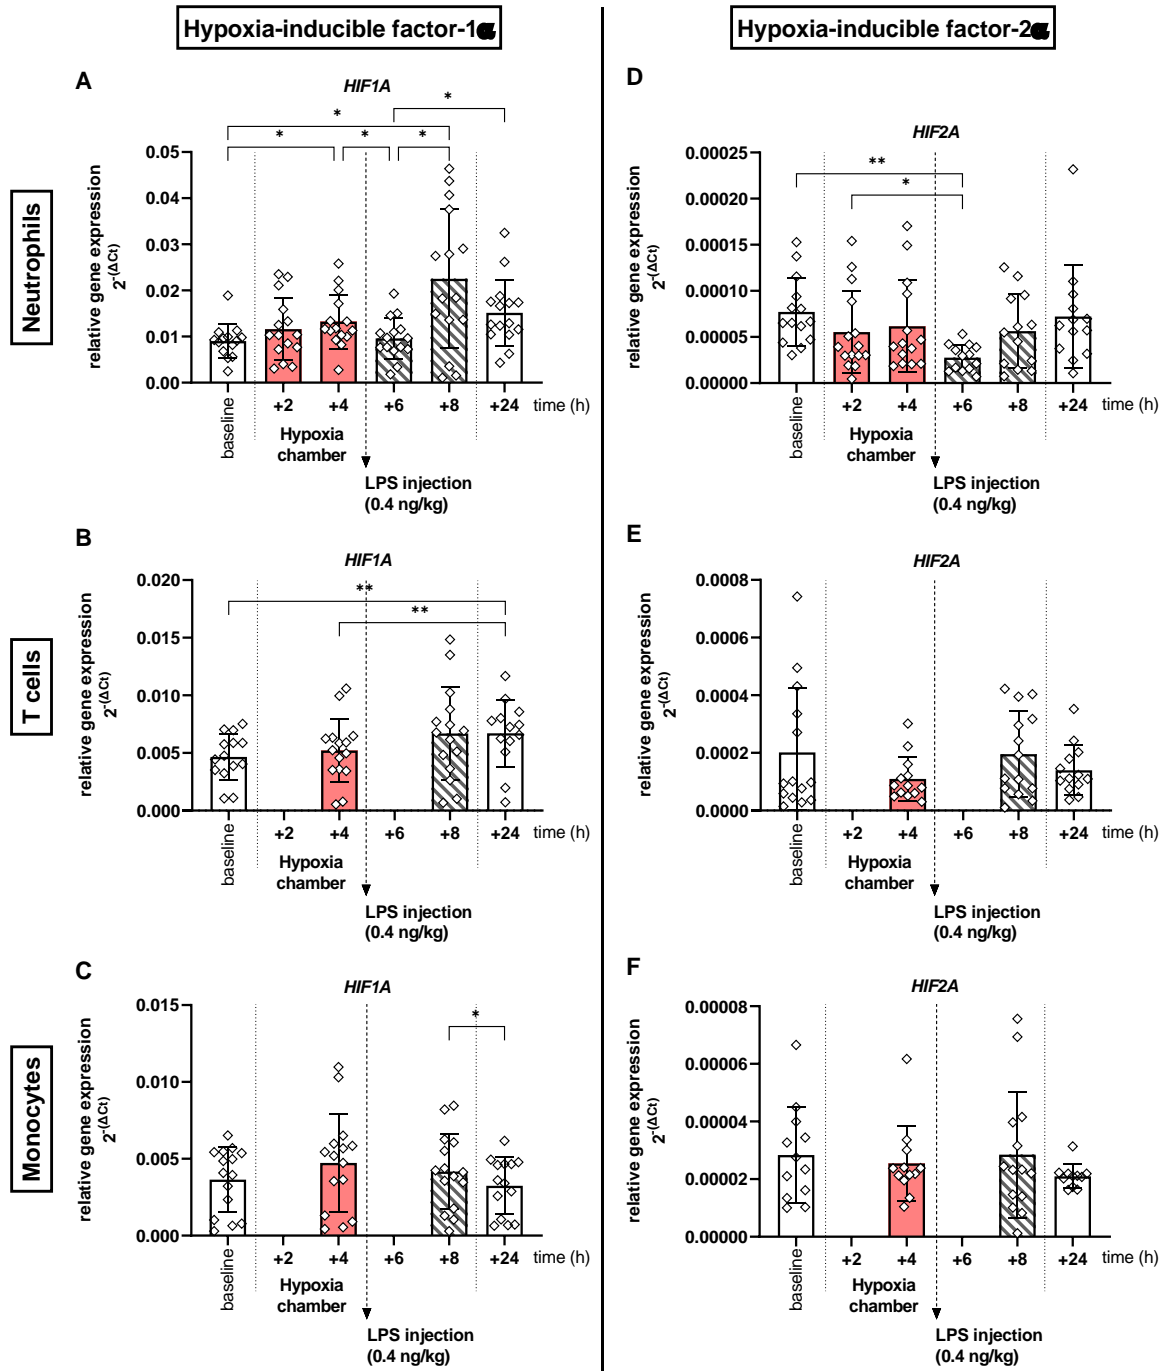 Hypoxia-inducible factor-1α
Hypoxia-inducible factor-2α
Neutrophils
A
HIF1A
*
*
*
*
*
relative gene expression
2-(ΔCt)
0.05
0.04
0.03
0.02
0.01
0.00
baseline
+2
+4
+6
+8
+24
time (h)
Hypoxia
chamber
LPS injection
(0.4 ng/kg)
D
HIF2A
**
*
relative gene expression
2-(ΔCt)
0.00025
0.00020
0.00015
0.00010
0.00005
0.00000
baseline
+2
+4
+6
+8
+24
time (h)
Hypoxia
chamber
LPS injection
(0.4 ng/kg)
T cells
B
HIF1A
**
**
relative gene expression
2-(ΔCt)
0.020
0.015
0.010
0.005
0.000
baseline
+2
+4
+6
+8
+24
time (h)
Hypoxia
chamber
LPS injection
(0.4 ng/kg)
E
HIF2A
relative gene expression
2-(ΔCt)
0.0008
0.0006
0.0004
0.0002
0.0000
baseline
+2
+4
+6
+8
+24
time (h)
Hypoxia
chamber
LPS injection
(0.4 ng/kg)
Monocytes
C
HIF1A
*
relative gene expression
2-(ΔCt)
0.015
0.010
0.005
0.000
baseline
+2
+4
+6
+8
+24
time (h)
Hypoxia
chamber
LPS injection
(0.4 ng/kg)
F
HIF2A
relative gene expression
2-(ΔCt)
0.00008
0.00006
0.00004
0.00002
0.00000
baseline
+2
+4
+6
+8
+24
time (h)
Hypoxia
chamber
LPS injection
(0.4 ng/kg)